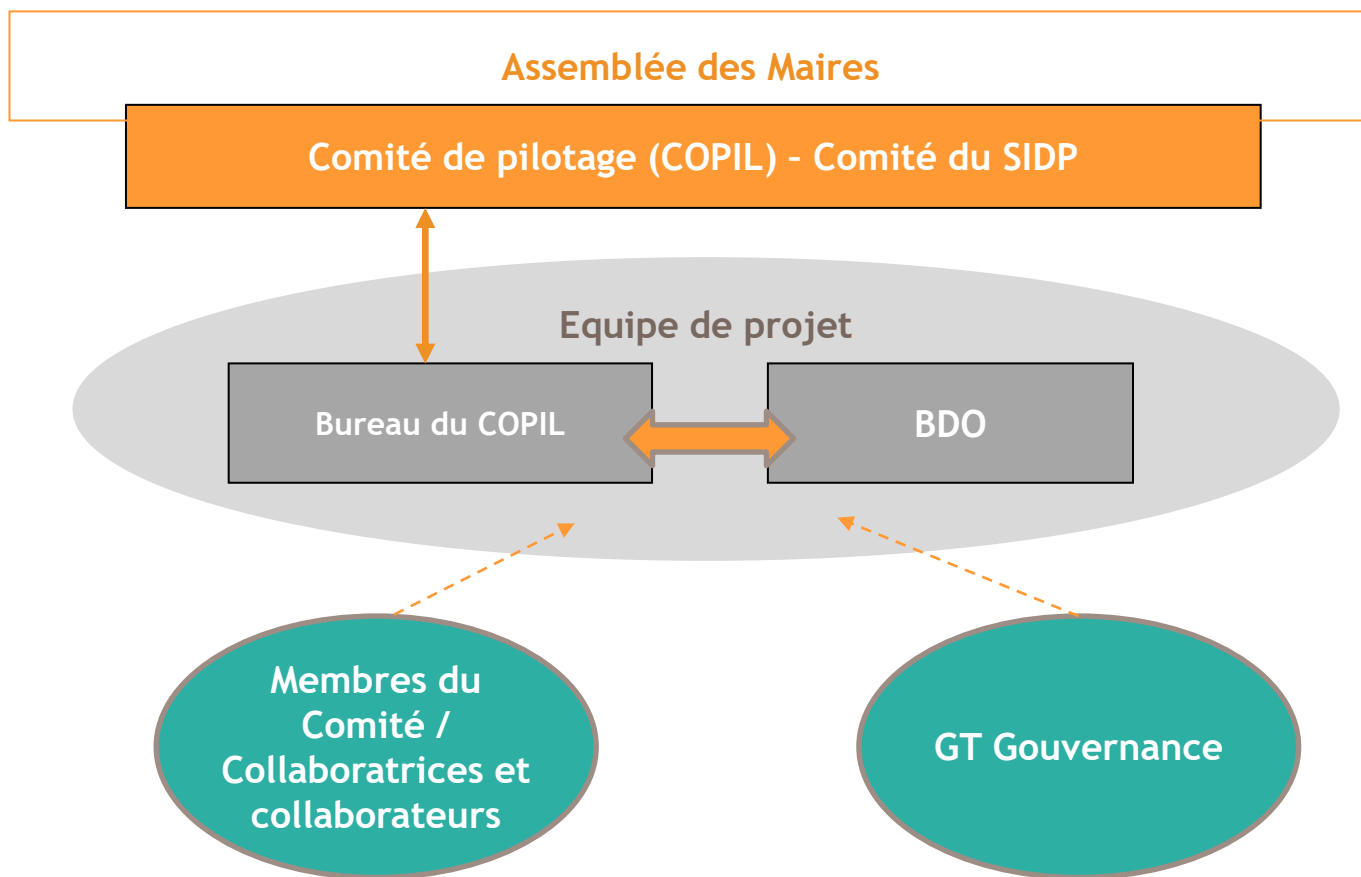 Assemblée des Maires
Comité de pilotage (COPIL) – Comité du SIDP
Equipe de projet
Bureau du COPIL
BDO
Membres du
Comité /
Collaboratrices et
collaborateurs
GT Gouvernance